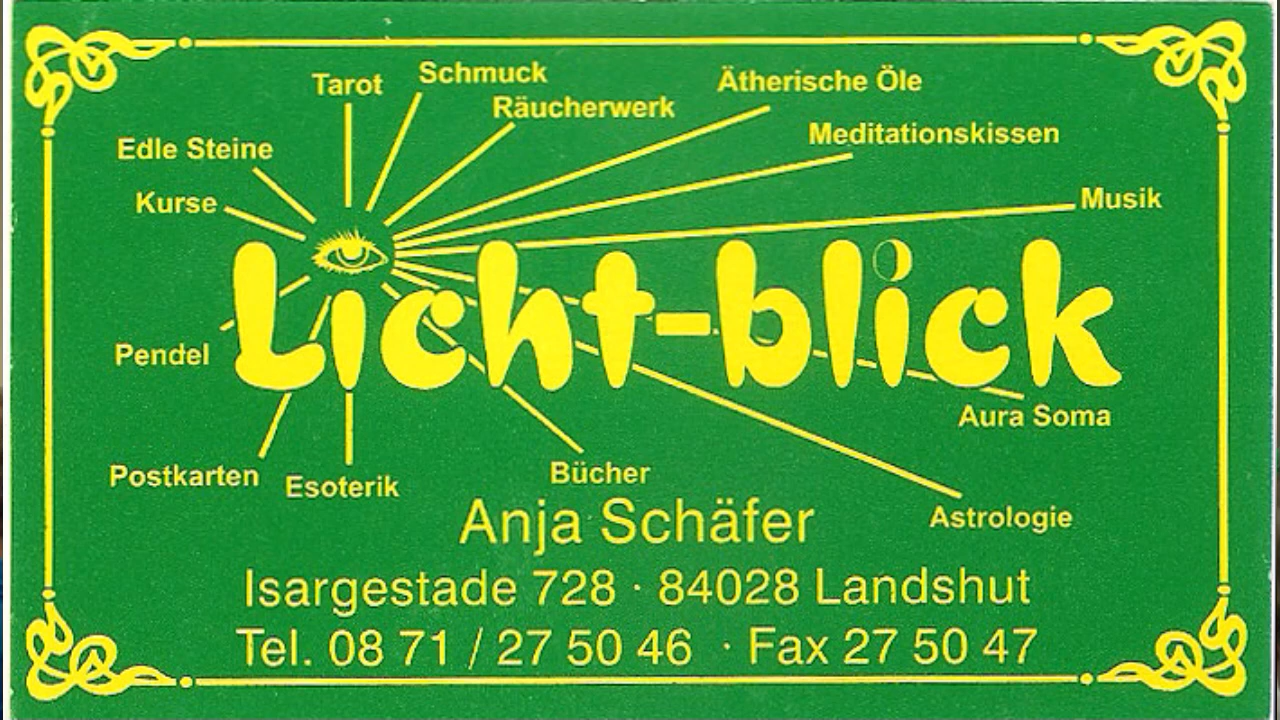 Tarot
Schmuck
Räucherwerk
Ätherische Öle
Meditationskissen
Edle Steine
Kurse
Musik
Licht-blick
Pendel
Aura Soma
Postkarten
Esoterik
Bücher
Astrologie
Anja Schäfer
Isargestade 728 · 84028 Landshut
Tel. 08 71 / 27 50 46 · Fax 27 50 47